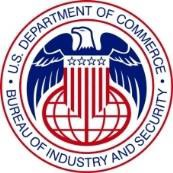 U.S. DEPARTMENT OF COMMERCE
BUREAU OF INDUSTRY AND SECURITY